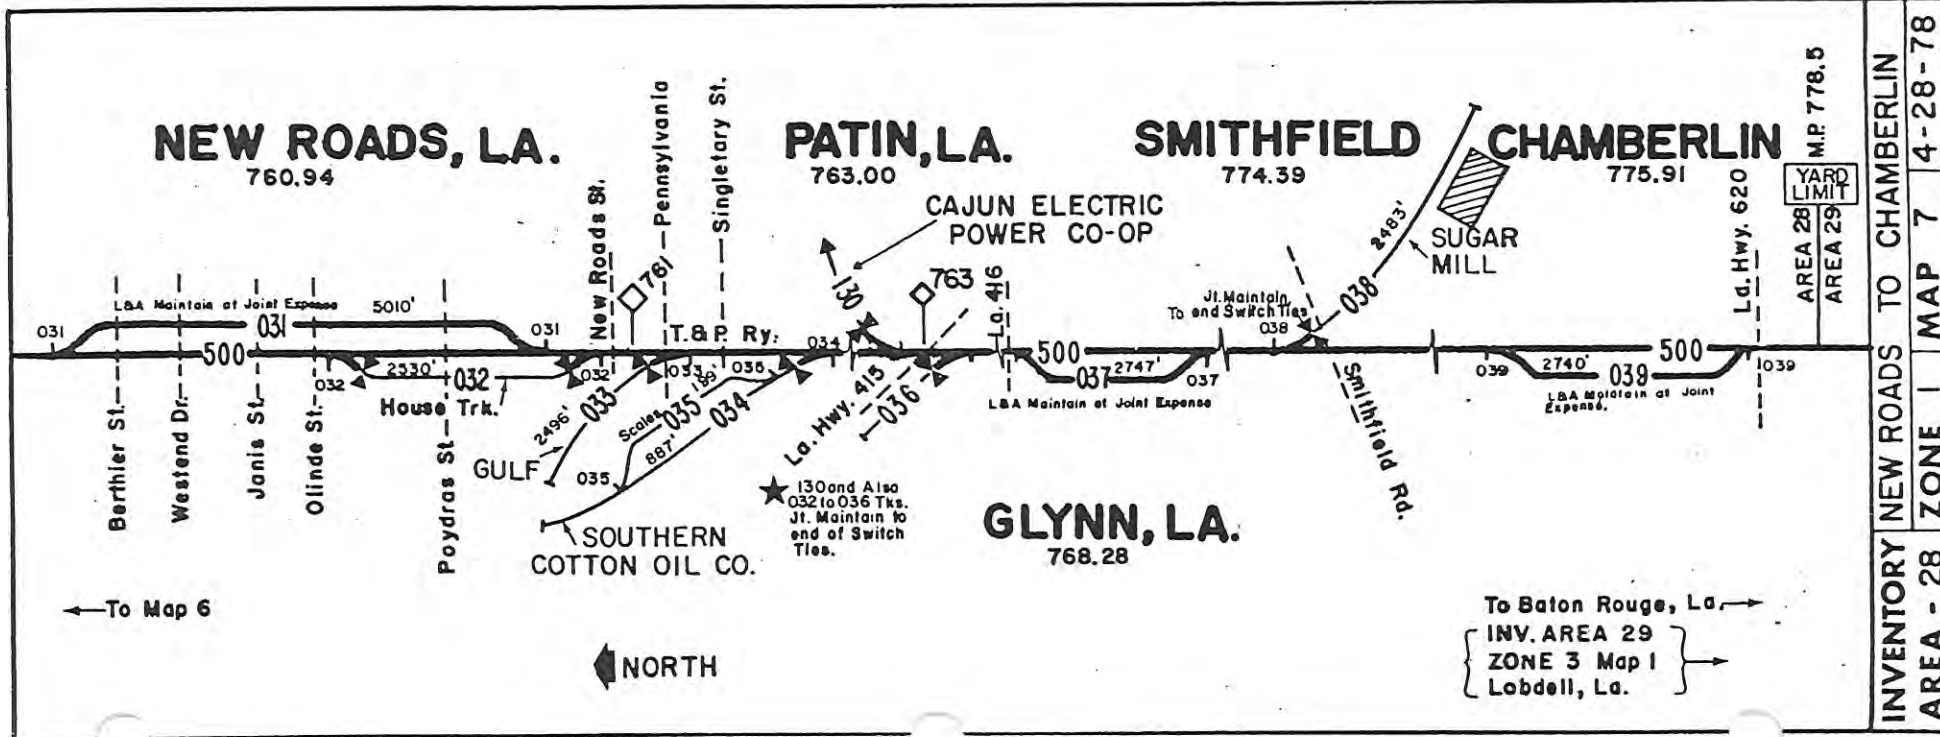 NEW ROADS, LA.
760.94
PATIN, LA.
763.00
SMITHFIELD
774.39
CHAMBERLIN
775.91
M.P. 778.5
YARD
LIMIT
AREA 28
AREA 29
La. Hwy. 620
CAJUN ELECTRIC
POWER CO-OP
SUGAR
MILL
2483'
038
130
761
763
New Roads St.
Pennsylvania
Singletary St.
La. 416
L&A Maintain at Joint Expense
5010'
031
031
031
T.& P. Ry.
034
Jt. Maintain
To end Switch Ties
038
500
500
500
032
2330'
032
032
House Trk.
033
033
2496'
199'
035
035
Scales
034
887'
035
La. Hwy. 415
036
037
2747'
037
L&A Maintain at Joint Expense
039
2740'
039
039
L&A Maintain at Joint
Expense.
Smithfield Rd.
Berthier St.
Westend Dr.
Janis St.
Olinde St.
Poydras St.
GULF
SOUTHERN
COTTON OIL CO.
★ 130 and Also
032 to 036 Tks.
Jt. Maintain to
end of Switch
Ties.
GLYNN, LA.
768.28
To Map 6
NORTH
To Baton Rouge, La.
INV. AREA 29
ZONE 3 Map 1
Lobdell, La.
INVENTORY NEW ROADS TO CHAMBERLIN
AREA - 28 ZONE 1 MAP 7 4-28-78